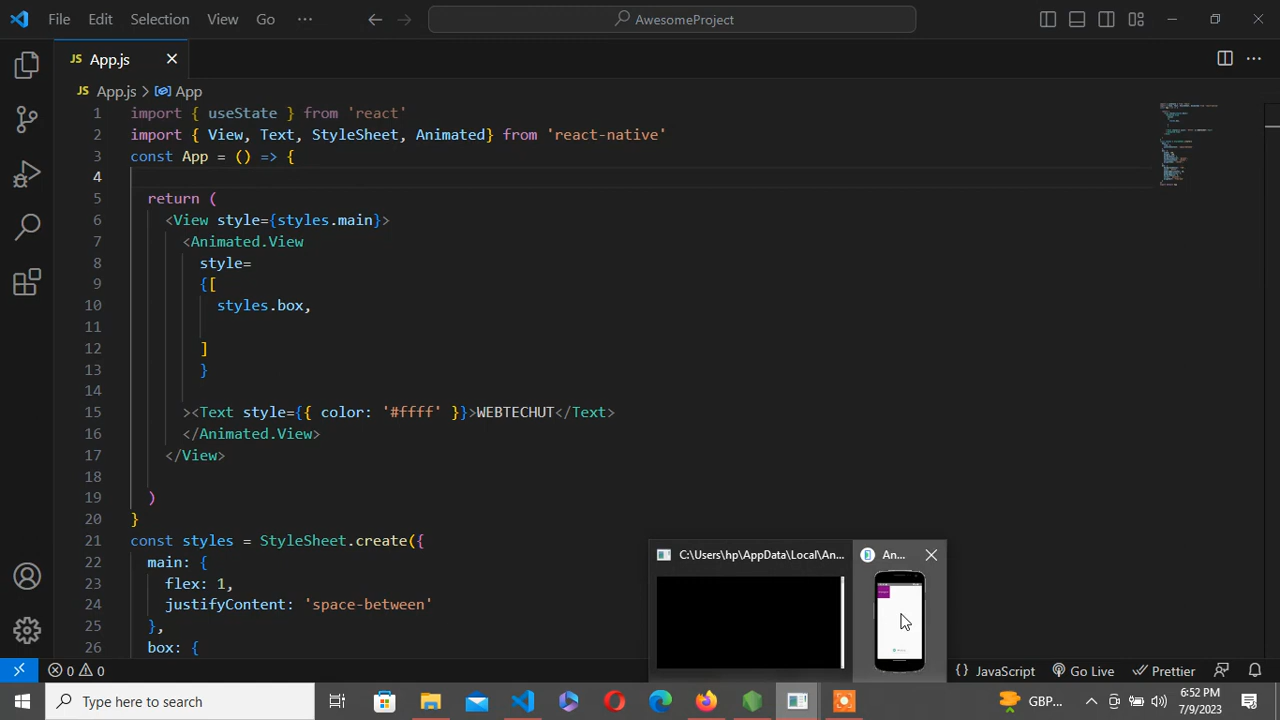 File Edit Selection View Go ··· AwesomeProject
JS App.js
JS App.js > App
1 import { useState } from 'react'
2 import { View, Text, StyleSheet, Animated} from 'react-native'
3 const App = () => {
4
5 return (
6 <View style={styles.main}>
7 <Animated.View
8 style=
9 {[
10 styles.box,
11
12 ]
13 }
14
15 ><Text style={{ color: '#ffff' }}>WEBTECHUT</Text>
16 </Animated.View>
17 </View>
18
19 )
20 }
21 const styles = StyleSheet.create({
22 main: {
23 flex: 1,
24 justifyContent: 'space-between'
25 },
26 box: {
C:\Users\hp\AppData\Local\An... An...
0 0 {} JavaScript Go Live Prettier
Type here to search GBP... 6:52 PM
7/9/2023